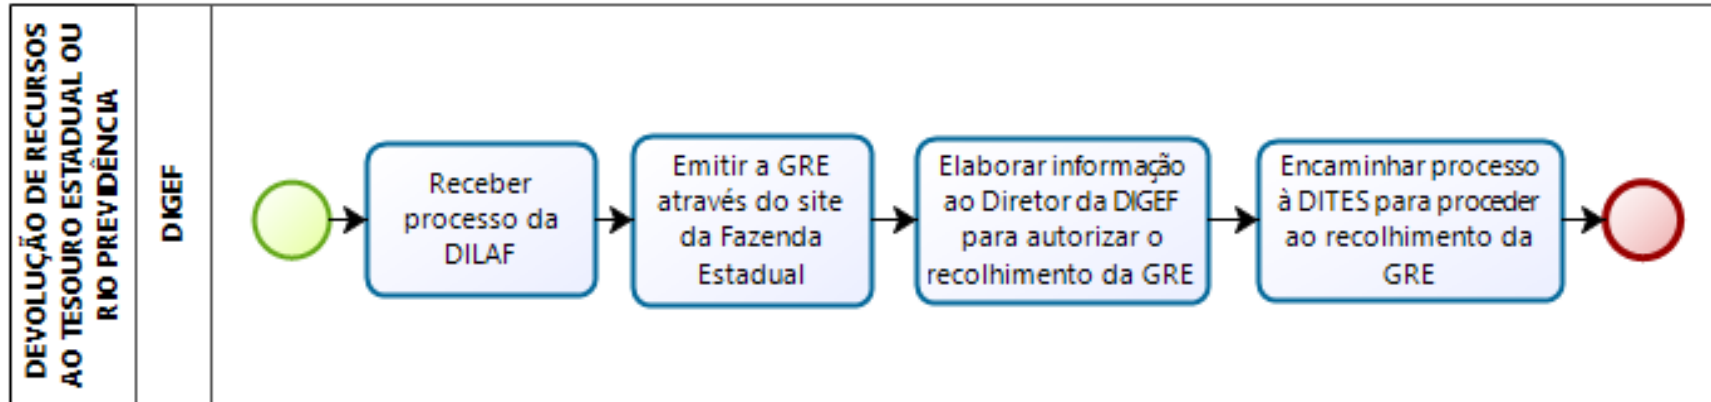 DEVOLUÇÃO DE RECURSOS
AO TESOURO ESTADUAL OU
RIO PREVIDÊNCIA
DIGEF
Receber
processo da
DILAF
Emitir a GRE
através do site
da Fazenda
Estadual
Elaborar informação
ao Diretor da DIGEF
para autorizar o
recolhimento da GRE
Encaminhar processo
à DITES para proceder
ao recolhimento da
GRE